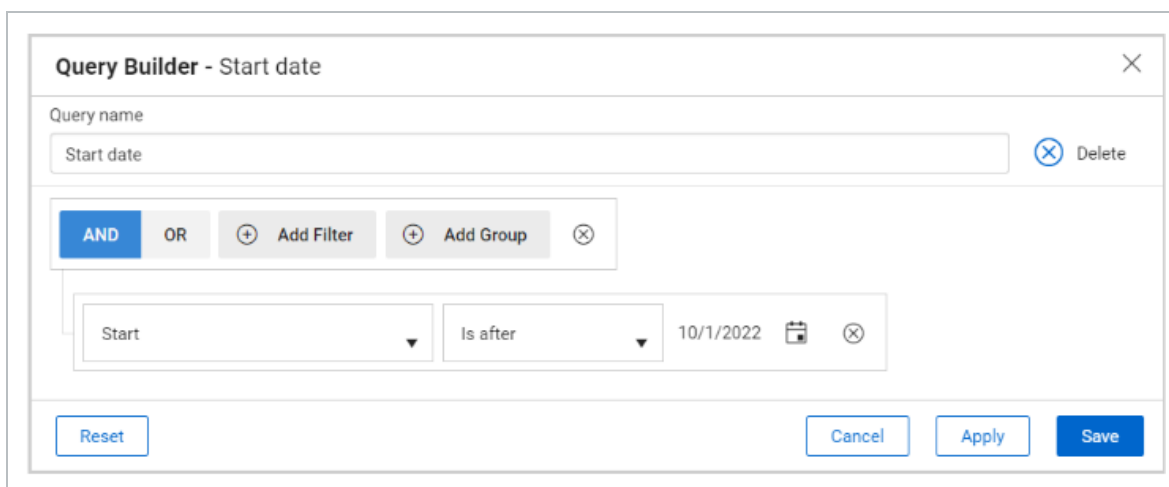 Query Builder - Start date
Query name
Start date
Delete
AND OR Add Filter Add Group
Start Is after 10/1/2022
Reset Cancel Apply Save